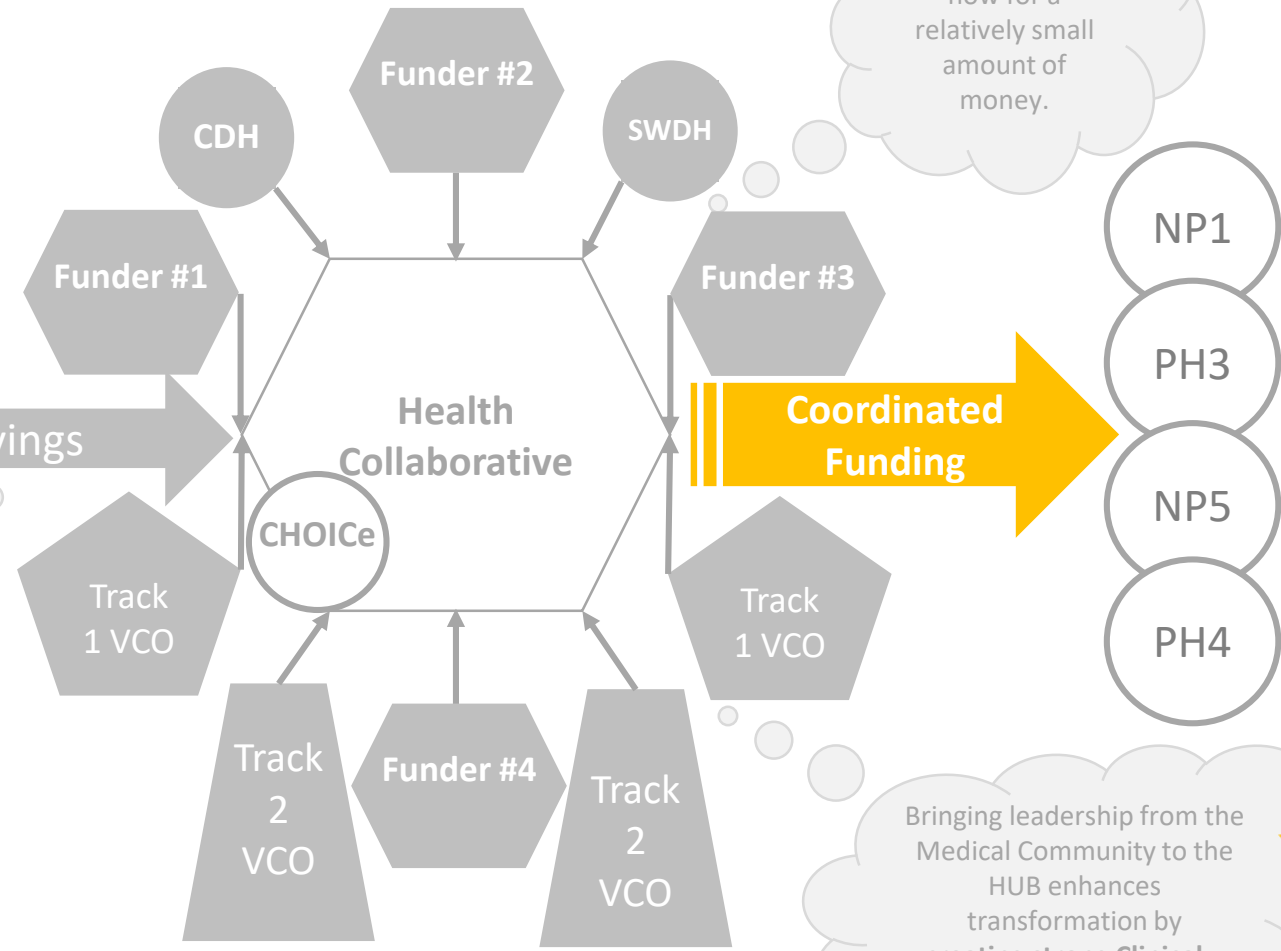 relatively small
amount of
money.
Funder #2
CDH
SWDH
Funder #1
Funder #3
NP1
PH3
Health
Collaborative
Coordinated
Funding
CHOICe
NP5
Track
1 VCO
Track
1 VCO
PH4
Track
2
VCO
Funder #4
Track
2
VCO
Bringing leadership from the
Medical Community to the
HUB enhances
transformation by